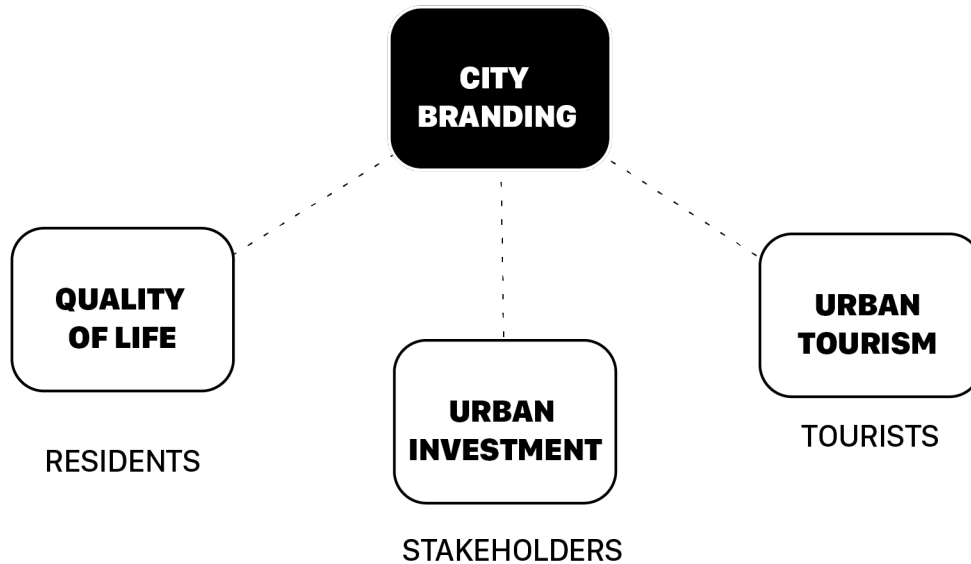 CITY
BRANDING
QUALITY
OF LIFE
RESIDENTS
URBAN
INVESTMENT
STAKEHOLDERS
URBAN
TOURISM
TOURISTS